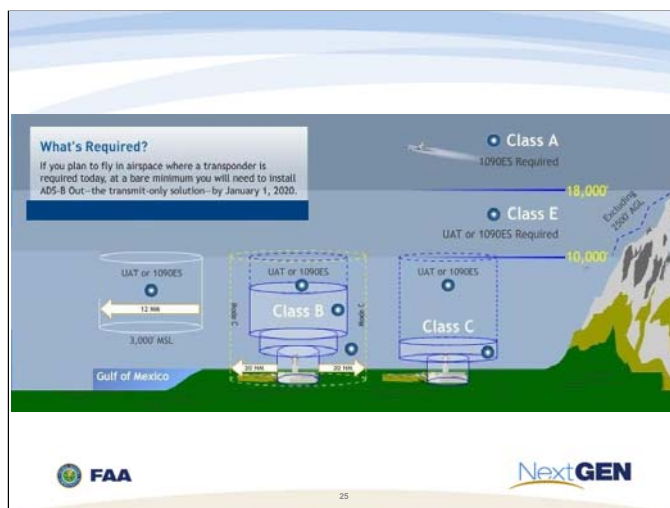 What's Required?
If you plan to fly in airspace where a transponder is
required today, at a bare minimum you will need to install
ADS-B Out—the transmit-only solution—by January 1, 2020.
Class A
1090ES Required
18,000'
Class E
UAT or 1090ES Required
Excluding
2500' AGL
10,000'
UAT or 1090ES
12 NM
3,000' MSL
UAT or 1090ES
Mode C
Class B
Mode C
30 NM
30 NM
UAT or 1090ES
Class C
Gulf of Mexico
FAA
NextGEN
25